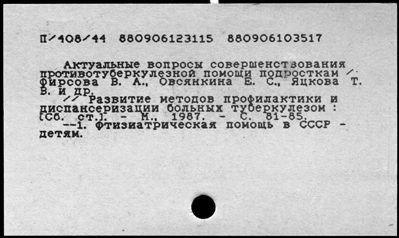 П/408/44 880906123115 880906103517
Актуальные вопросы совершенствования
противотуберкулезной помощи подросткам /
Фирсова В. А., Овсянкина Е. С., Яцкова Т.
В. и др.
// Развитие методов профилактики и
диспансеризации больных туберкулезом :
[Сб. ст.]. - М., 1987. - С. 81-85.
--1. Фтизиатрическая помощь в СССР -
детям.